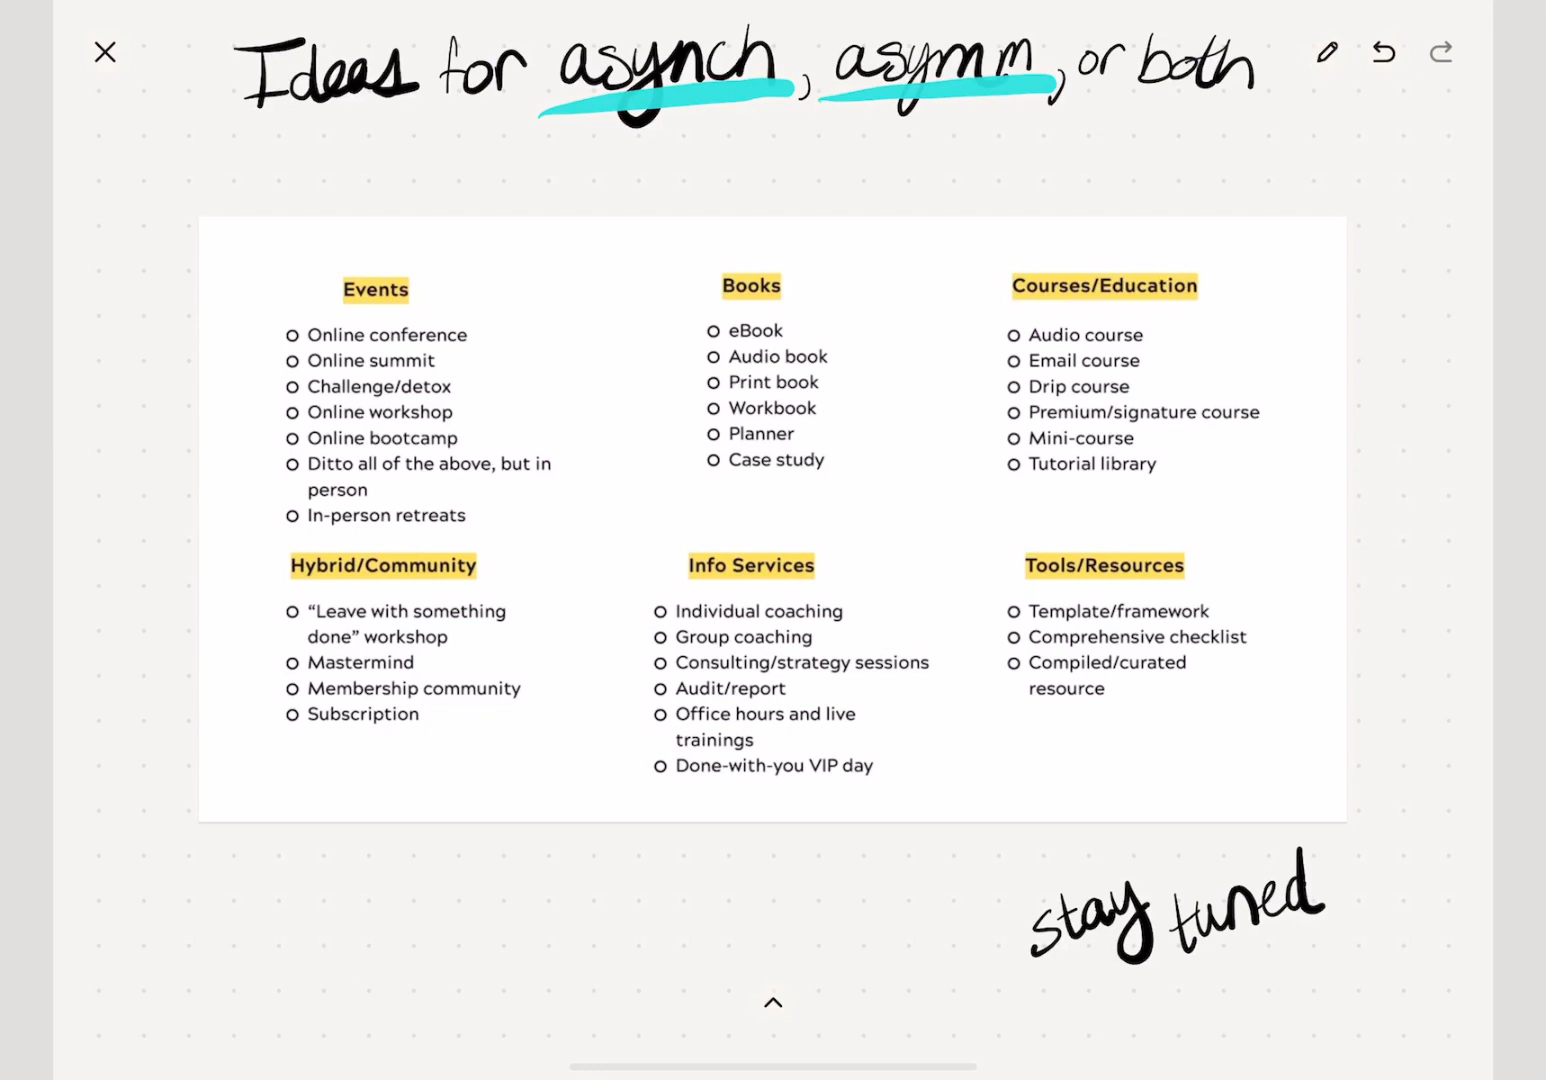 Ideas for asynch, asymm, or both
Events
Online conference
Online summit
Challenge/detox
Online workshop
Online bootcamp
Ditto all of the above, but in
person
In-person retreats
Books
eBook
Audio book
Print book
Workbook
Planner
Case study
Courses/Education
Audio course
Email course
Drip course
Premium/signature course
Mini-course
Tutorial library
Hybrid/Community
“Leave with something
done” workshop
Mastermind
Membership community
Subscription
Info Services
Individual coaching
Group coaching
Consulting/strategy sessions
Audit/report
Office hours and live
trainings
Done-with-you VIP day
Tools/Resources
Template/framework
Comprehensive checklist
Compiled/curated
resource
stay tuned